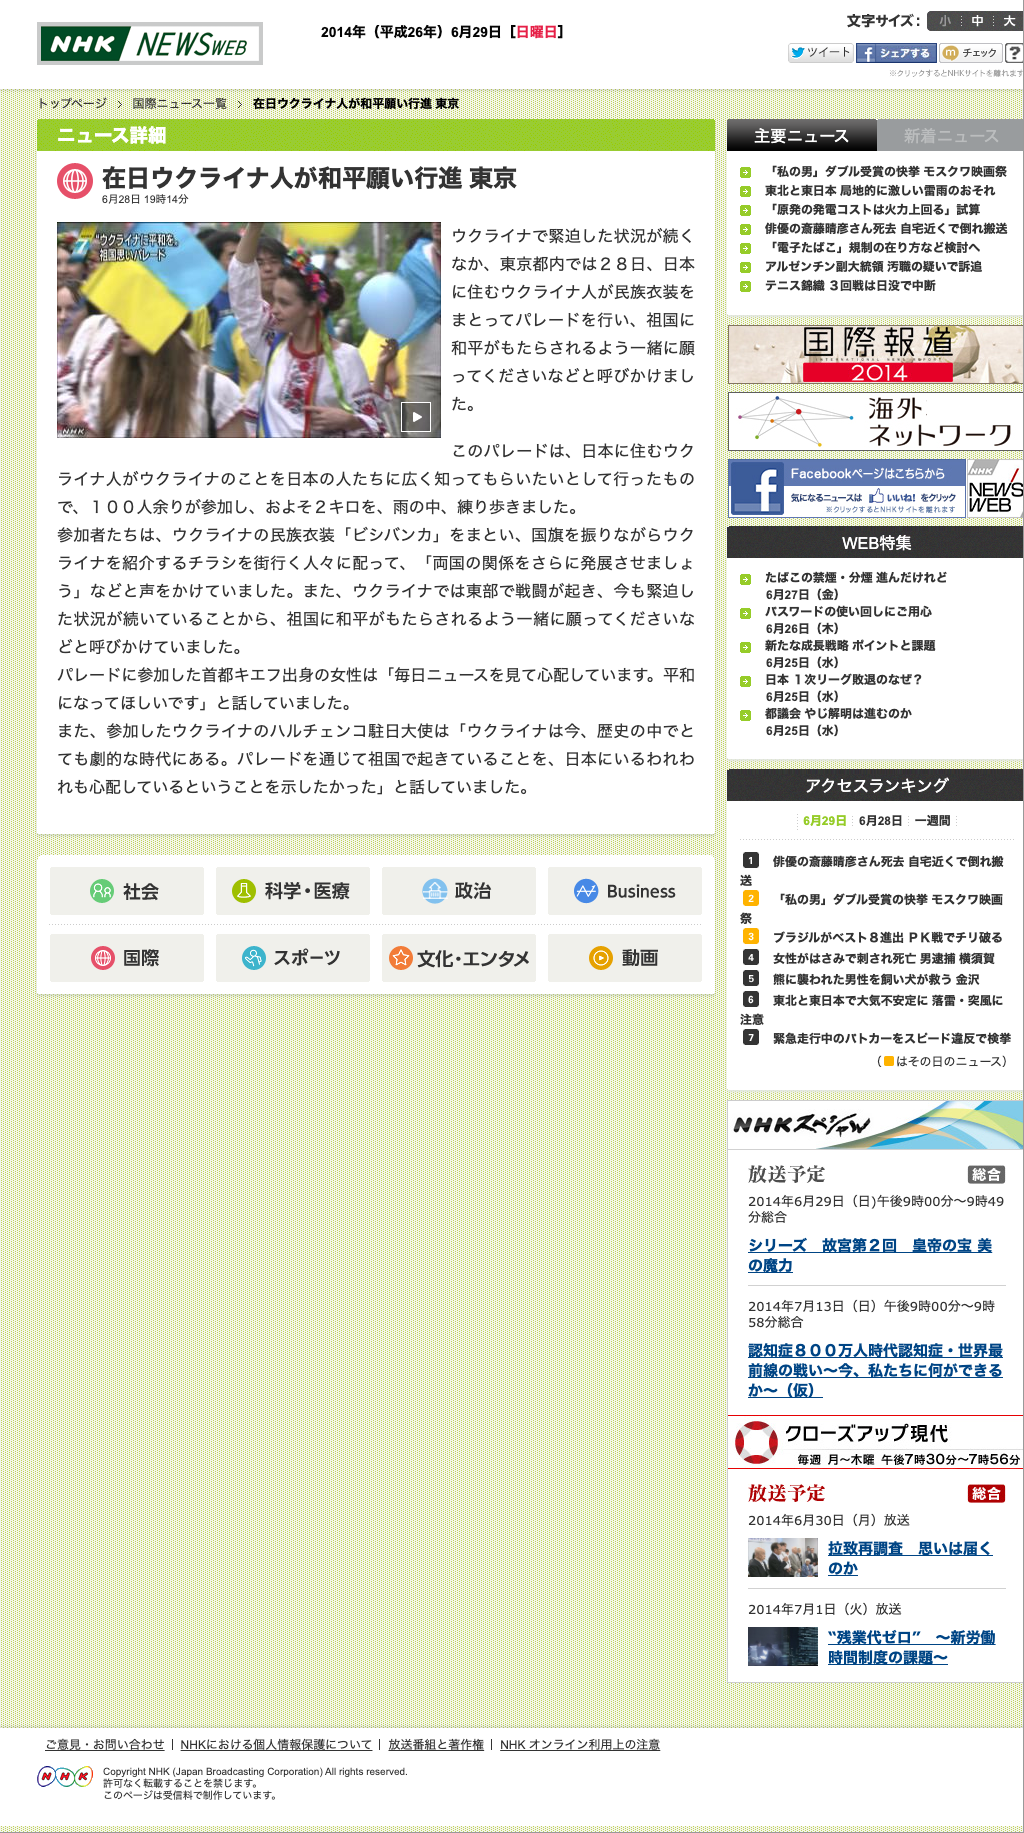 NHK NEWS WEB
2014年（平成26年）6月29日［日曜日］
文字サイズ： 小 中 大
ツイート シェアする チェック ?
※クリックするとNHKサイトを離れます
トップページ ＞ 国際ニュース一覧 ＞ 在日ウクライナ人が和平願い行進 東京
ニュース詳細
在日ウクライナ人が和平願い行進 東京
6月28日 19時14分
7 "ウクライナに平和を"
祖国思いパレード
NHK
ウクライナで緊迫した状況が続く
なか、東京都内では２８日、日本
に住むウクライナ人が民族衣装を
まとってパレードを行い、祖国に
和平がもたらされるよう一緒に願
ってくださいなどと呼びかけまし
た。
このパレードは、日本に住むウク
ライナ人がウクライナのことを日本の人たちに広く知ってもらいたいとして行ったもの
で、１００人余りが参加し、およそ２キロを、雨の中、練り歩きました。
参加者たちは、ウクライナの民族衣装「ビシバンカ」をまとい、国旗を振りながらウク
ライナを紹介するチラシを街行く人々に配って、「両国の関係をさらに発展させましょ
う」などと声をかけていました。また、ウクライナでは東部で戦闘が起き、今も緊迫し
た状況が続いていることから、祖国に和平がもたらされるよう一緒に願ってくださいな
どと呼びかけていました。
パレードに参加した首都キエフ出身の女性は「毎日ニュースを見て心配しています。平和
になってほしいです」と話していました。
また、参加したウクライナのハルチェンコ駐日大使は「ウクライナは今、歴史の中でと
ても劇的な時代にある。パレードを通じて祖国で起きていることを、日本にいるわれわ
れも心配しているということを示したかった」と話していました。
社会 科学・医療 政治 Business
国際 スポーツ 文化・エンタメ 動画
主要ニュース 新着ニュース
「私の男」ダブル受賞の快挙 モスクワ映画祭
東北と東日本 局地的に激しい雷雨のおそれ
「原発の発電コストは火力上回る」試算
俳優の斎藤晴彦さん死去 自宅近くで倒れ搬送
「電子たばこ」規制の在り方など検討へ
アルゼンチン副大統領 汚職の疑いで訴追
テニス錦織 ３回戦は日没で中断
国際報道
INTERNATIONAL NEWS REPORT
2014
海外
ネットワーク
Facebookページはこちらから
気になるニュースは いいね！をクリック
※クリックするとNHKサイトを離れます
NHK
NEWS
WEB
WEB特集
たばこの禁煙・分煙 進んだけれど
6月27日（金）
パスワードの使い回しにご用心
6月26日（木）
新たな成長戦略 ポイントと課題
6月25日（水）
日本 １次リーグ敗退のなぜ？
6月25日（水）
都議会 やじ解明は進むのか
6月25日（水）
アクセスランキング
6月29日 6月28日 一週間
1 俳優の斎藤晴彦さん死去 自宅近くで倒れ搬
送
2 「私の男」ダブル受賞の快挙 モスクワ映画
祭
3 ブラジルがベスト８進出 ＰＫ戦でチリ破る
4 女性がはさみで刺され死亡 男逮捕 横須賀
5 熊に襲われた男性を飼い犬が救う 金沢
6 東北と東日本で大気不安定に 落雷・突風に
注意
7 緊急走行中のパトカーをスピード違反で検挙
（■はその日のニュース）
NHKスペシャル
放送予定 総合
2014年6月29日（日)午後9時00分～9時49
分総合
シリーズ　故宮第２回　皇帝の宝 美
の魔力
2014年7月13日（日）午後9時00分～9時
58分総合
認知症８００万人時代認知症・世界最
前線の戦い～今、私たちに何ができる
か～（仮）
クローズアップ現代
毎週 月～木曜 午後7時30分～7時56分
放送予定 総合
2014年6月30日（月）放送
拉致再調査　思いは届く
のか
2014年7月1日（火）放送
“残業代ゼロ”　～新労働
時間制度の課題～
ご意見・お問い合わせ | NHKにおける個人情報保護について | 放送番組と著作権 | NHK オンライン利用上の注意
NHK Copyright NHK (Japan Broadcasting Corporation) All rights reserved.
許可なく転載することを禁じます。
このページは受信料で制作しています。